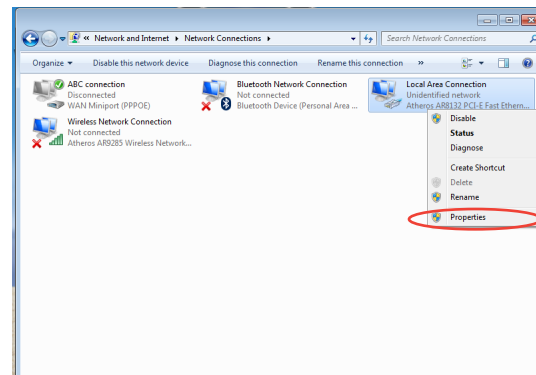 « Network and Internet ▸ Network Connections ▸
Search Network Connections
Organize ▾ Disable this network device Diagnose this connection Rename this connection »
ABC connection
Disconnected
WAN Miniport (PPPOE)
Bluetooth Network Connection
Not connected
Bluetooth Device (Personal Area ...
Local Area Connection
Unidentified network
Atheros AR8132 PCI-E Fast Ethern...
Wireless Network Connection
Not connected
Atheros AR9285 Wireless Network...
Disable
Status
Diagnose
Create Shortcut
Delete
Rename
Properties